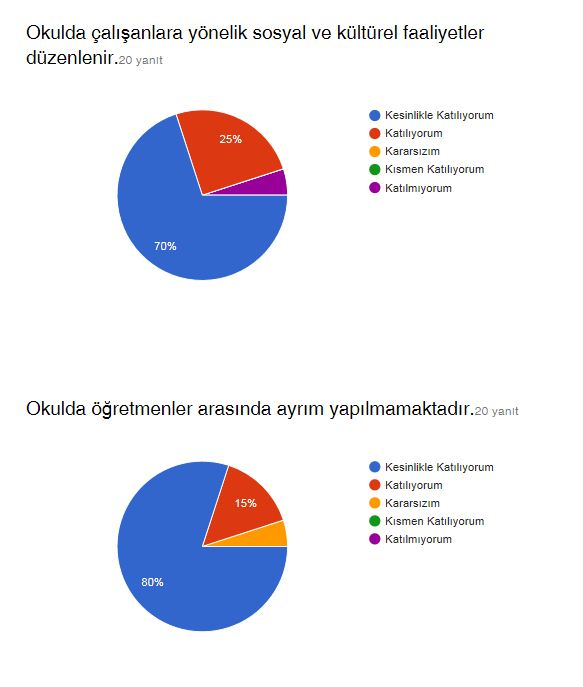 Okulda çalışanlara yönelik sosyal ve kültürel faaliyetler
düzenlenir.20 yanıt
Kesinlikle Katılıyorum
Katılıyorum
Kararsızım
Kısmen Katılıyorum
Katılmıyorum
25%
70%
Okulda öğretmenler arasında ayrım yapılmamaktadır.20 yanıt
Kesinlikle Katılıyorum
Katılıyorum
Kararsızım
Kısmen Katılıyorum
Katılmıyorum
15%
80%